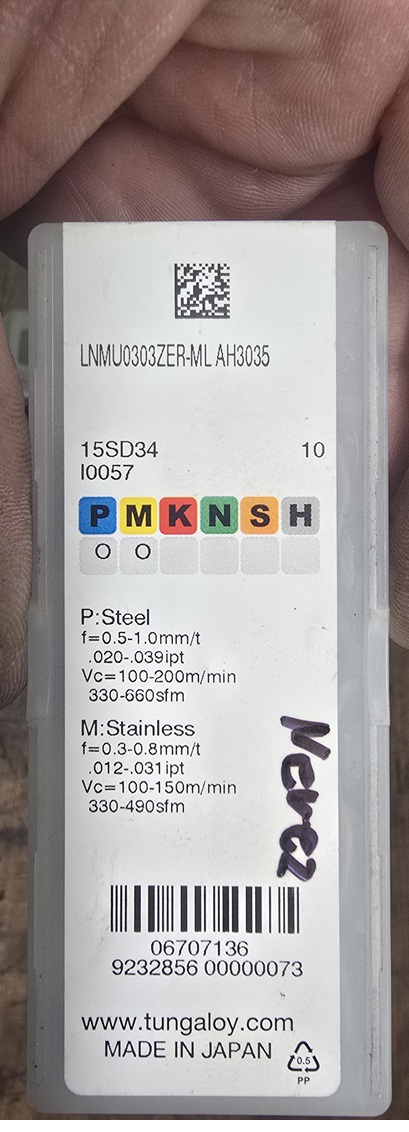 LNMU0303ZER-ML AH3035
15SD34 10
I0057
P M K N S H
O O
P:Steel
f=0.5-1.0mm/t
.020-.039ipt
Vc=100-200m/min
330-660sfm
M:Stainless
f=0.3-0.8mm/t
.012-.031ipt
Vc=100-150m/min
330-490sfm
06707136
9232856 00000073
www.tungaloy.com
MADE IN JAPAN
0.5
PP